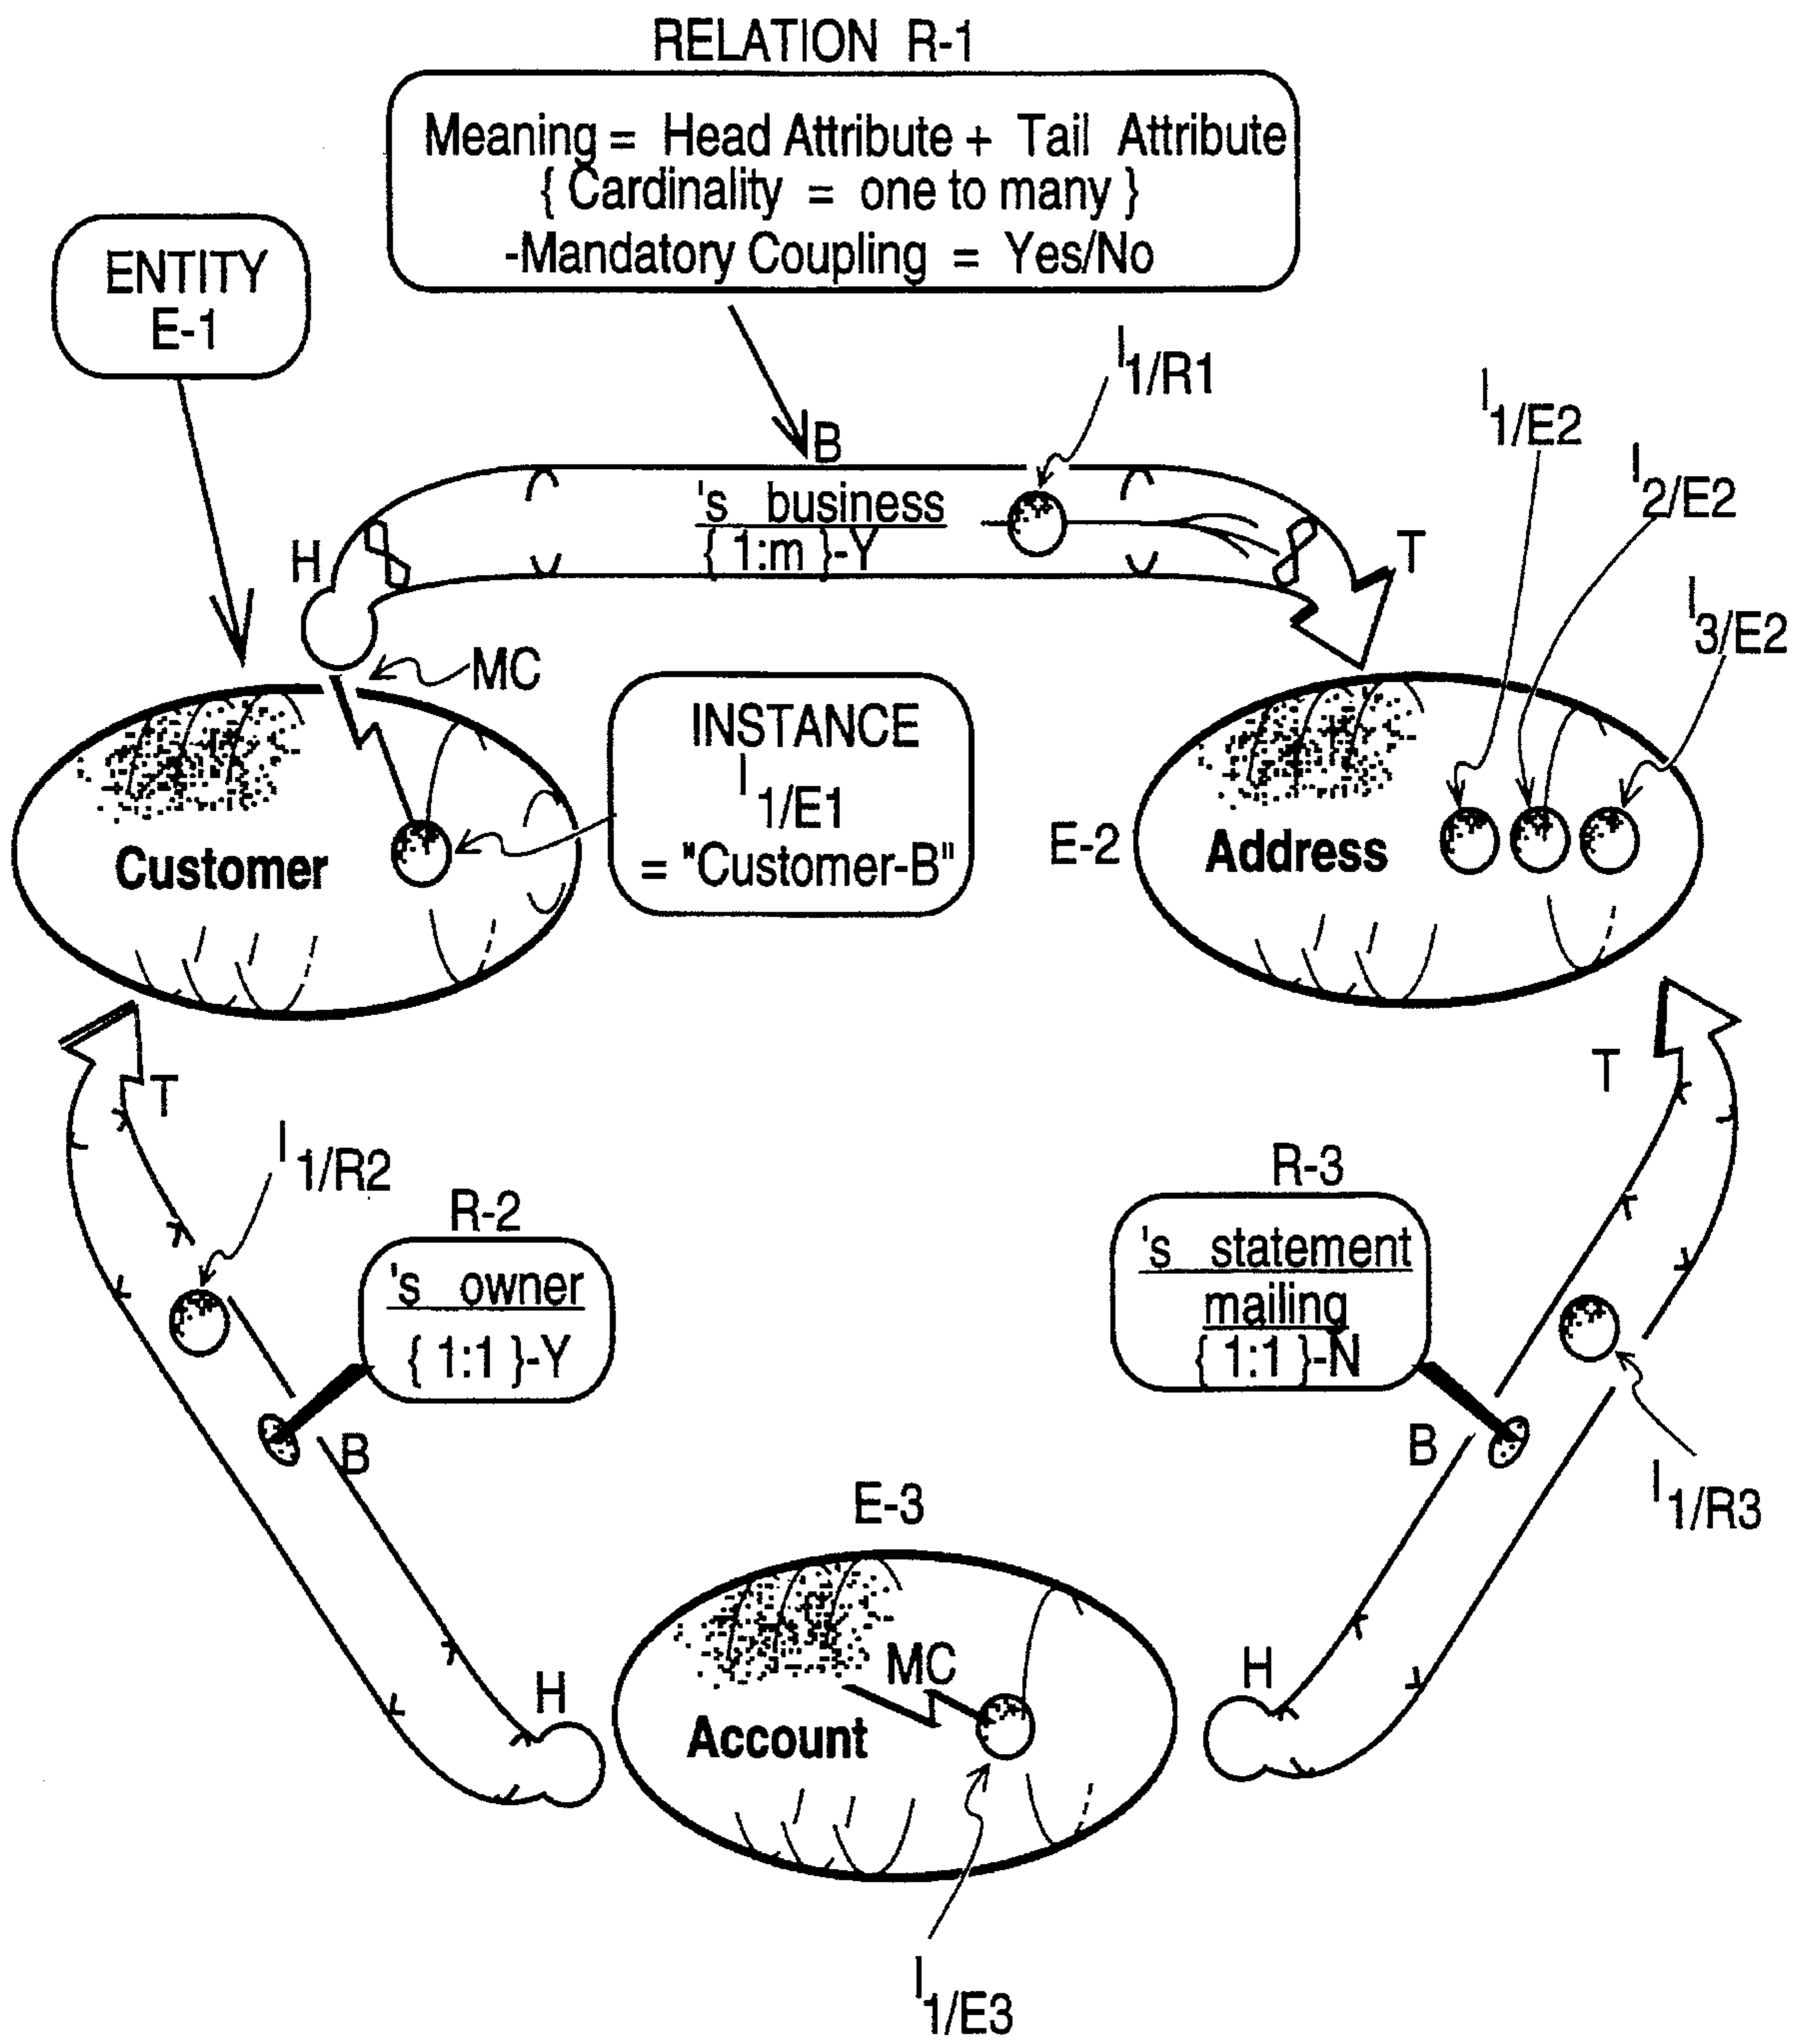 RELATION R-1
Meaning = Head Attribute + Tail Attribute
{ Cardinality = one to many }
-Mandatory Coupling = Yes/No
ENTITY
E-1
I1/R1
I1/E2
I2/E2
I3/E2
B
's business
{ 1:m }-Y
H
T
MC
INSTANCE
I1/E1
= "Customer-B"
Customer
E-2
Address
T
T
I1/R2
R-2
's owner
{ 1:1 }-Y
R-3
's statement
mailing
{ 1:1 }-N
B
B
I1/R3
E-3
H
MC
H
Account
I1/E3